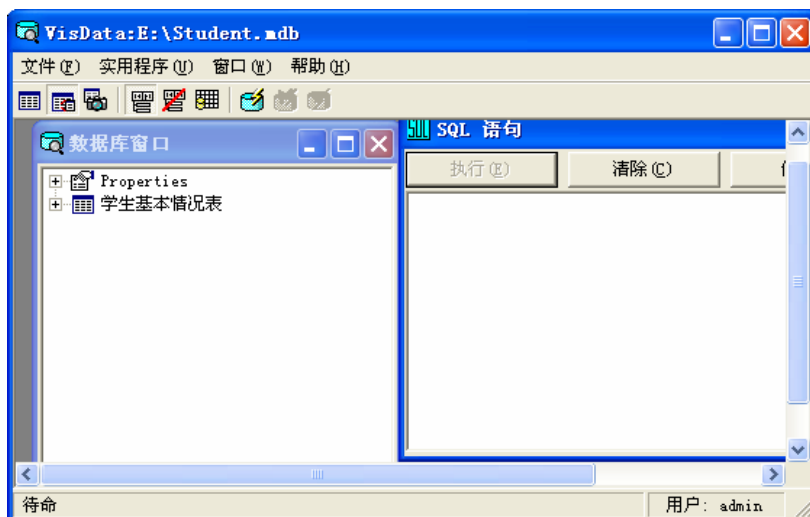 VisData:E:\Student.mdb
文件(F) 实用程序(U) 窗口(W) 帮助(H)
数据库窗口
Properties
学生基本情况表
SQL 语句
执行(E) 清除(C)
待命
用户: admin